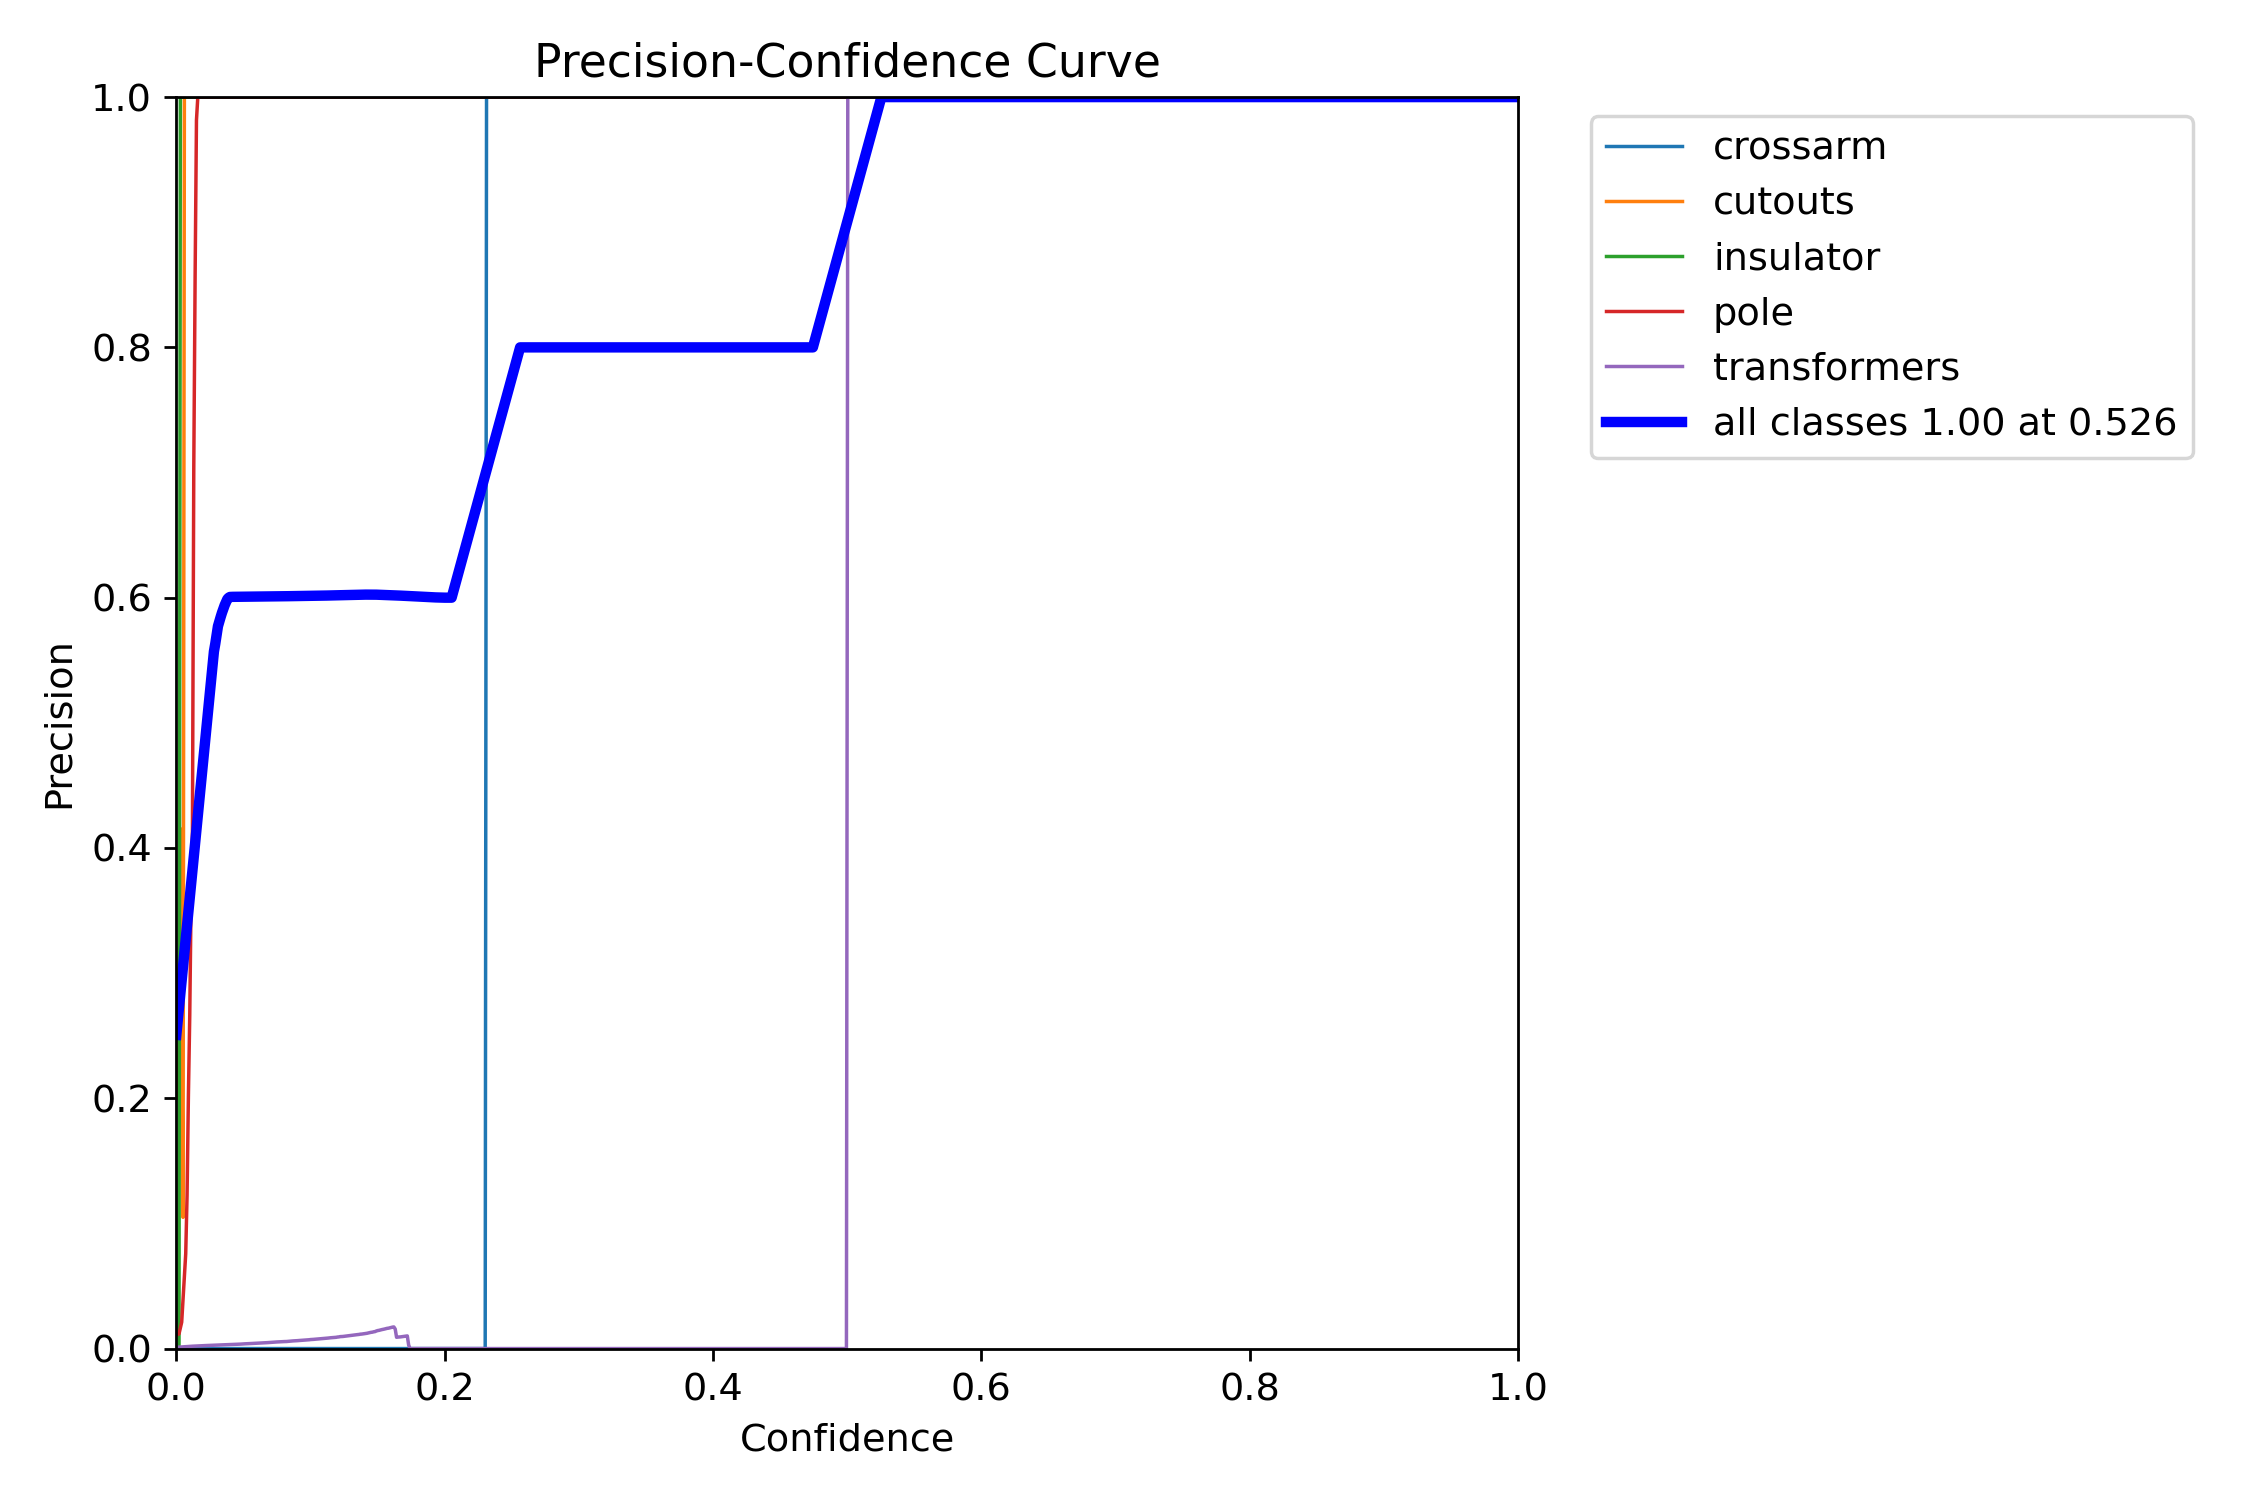 Precision-Confidence Curve
1.0
0.8
0.6
0.4
0.2
0.0
Precision
0.0 0.2 0.4 0.6 0.8 1.0
Confidence
crossarm
cutouts
insulator
pole
transformers
all classes 1.00 at 0.526